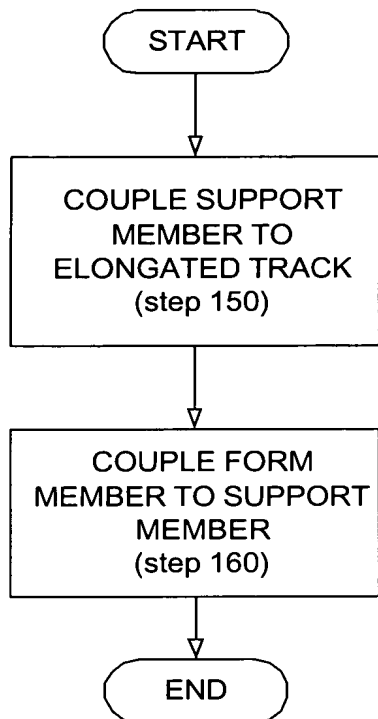 START
COUPLE SUPPORT
MEMBER TO
ELONGATED TRACK
(step 150)
COUPLE FORM
MEMBER TO SUPPORT
MEMBER
(step 160)
END